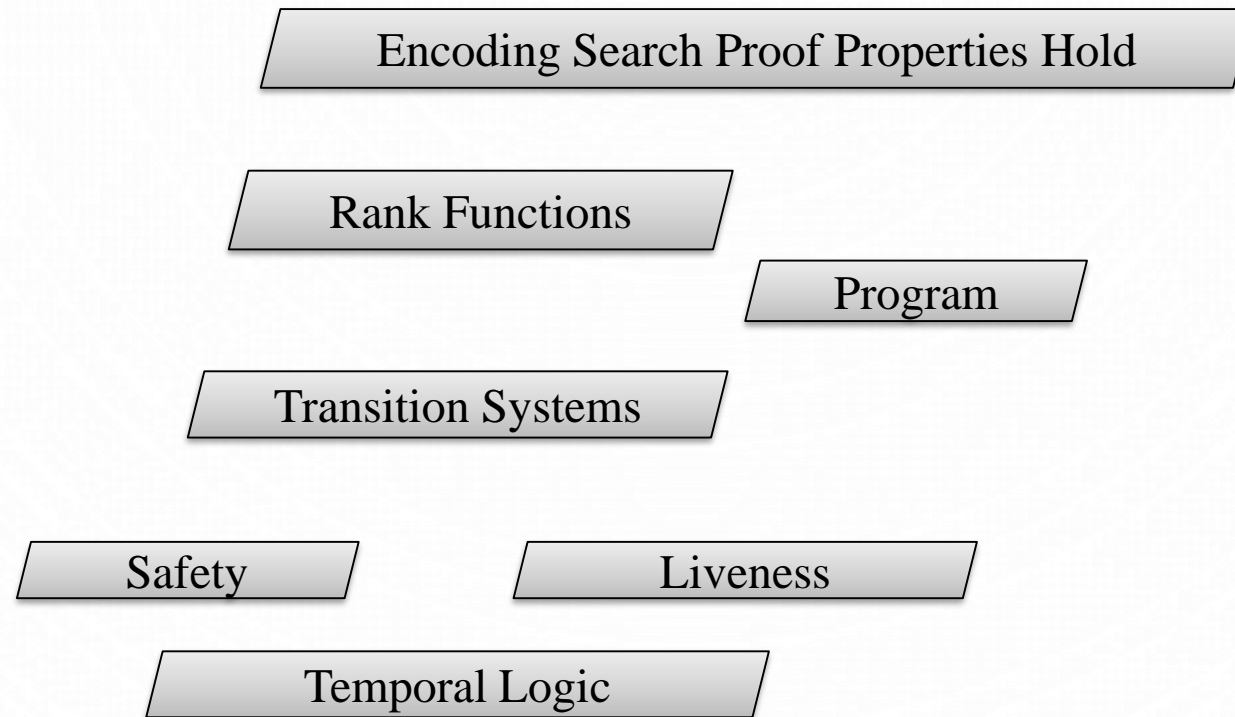 Encoding Search Proof Properties Hold
Rank Functions
Program
Transition Systems
Safety
Liveness
Temporal Logic